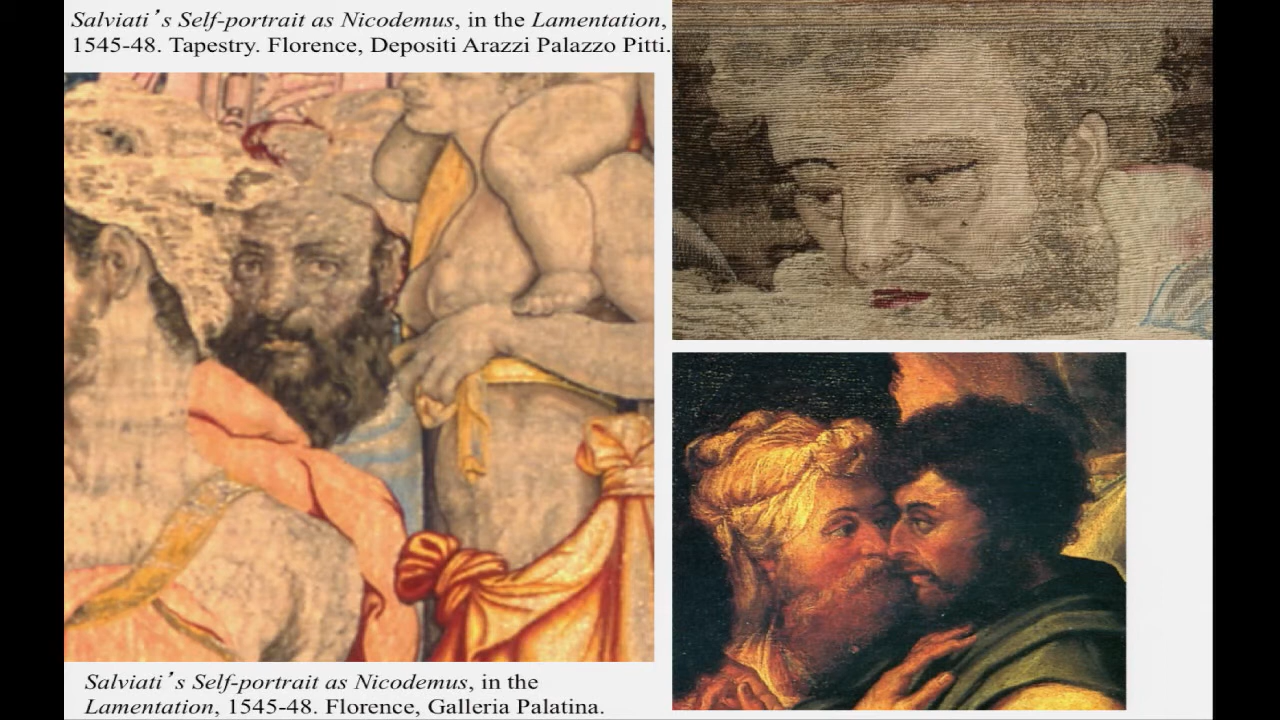 Salviati's Self-portrait as Nicodemus, in the Lamentation,
1545-48. Tapestry. Florence, Depositi Arazzi Palazzo Pitti.
Salviati's Self-portrait as Nicodemus, in the
Lamentation, 1545-48. Florence, Galleria Palatina.